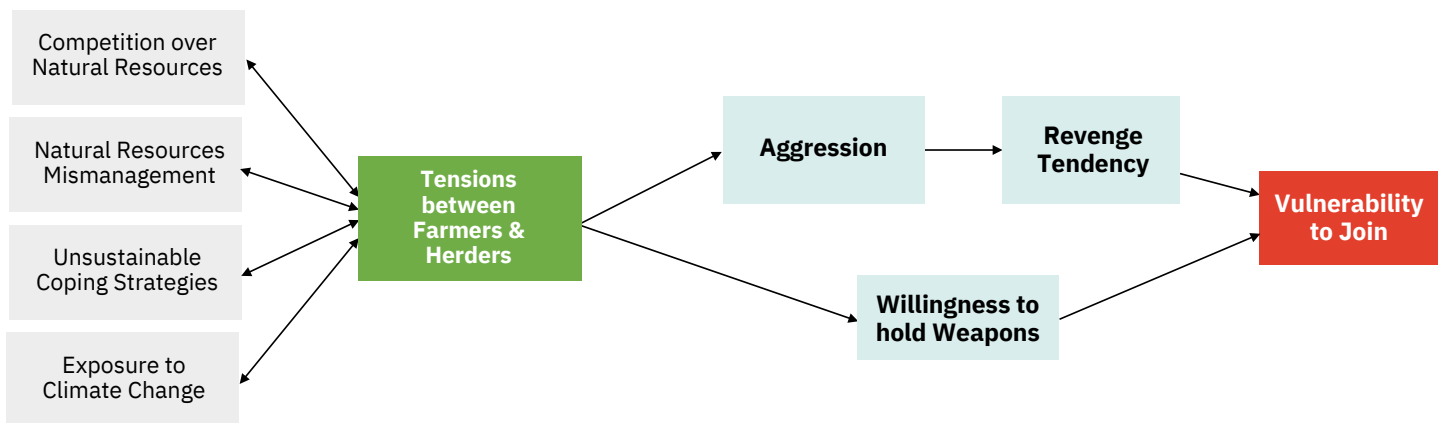 Competition over
Natural Resources
Natural Resources
Mismanagement
Unsustainable
Coping Strategies
Exposure to
Climate Change
Tensions
between
Farmers &
Herders
Aggression
Revenge
Tendency
Willingness to
hold Weapons
Vulnerability
to Join